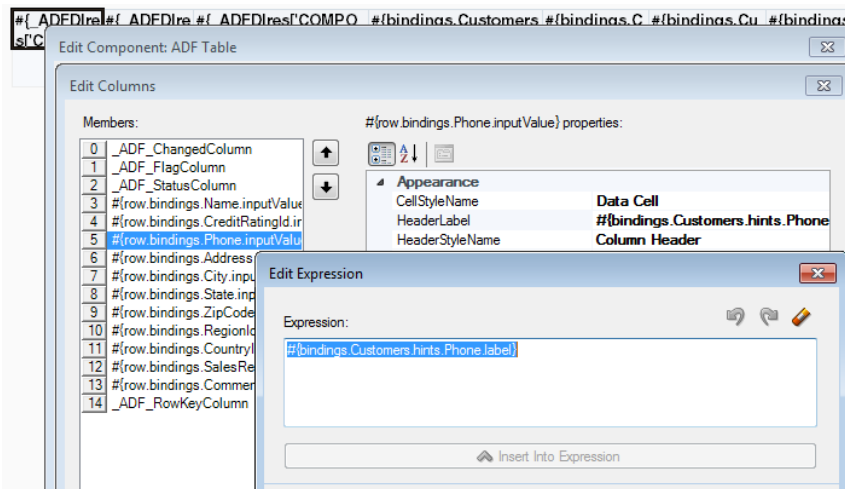 #{_ADFDIre #{_ADFDIre #{_ADFDIres['COMPO #{bindings.Customers #{bindings.C #{bindings.Cu #{bindings
s['C
Edit Component: ADF Table
Edit Columns
Members:
#{row.bindings.Phone.inputValue} properties:
0 _ADF_ChangedColumn
1 _ADF_FlagColumn
2 _ADF_StatusColumn
3 #{row.bindings.Name.inputValue
4 #{row.bindings.CreditRatingId.in
5 #{row.bindings.Phone.inputValu
6 #{row.bindings.Address
7 #{row.bindings.City.inpu
8 #{row.bindings.State.inp
9 #{row.bindings.ZipCode
10 #{row.bindings.RegionId
11 #{row.bindings.CountryI
12 #{row.bindings.SalesRe
13 #{row.bindings.Commen
14 _ADF_RowKeyColumn
Appearance
CellStyleName Data Cell
HeaderLabel #{bindings.Customers.hints.Phone
HeaderStyleName Column Header
Edit Expression
Expression:
#{bindings.Customers.hints.Phone.label}
Insert Into Expression